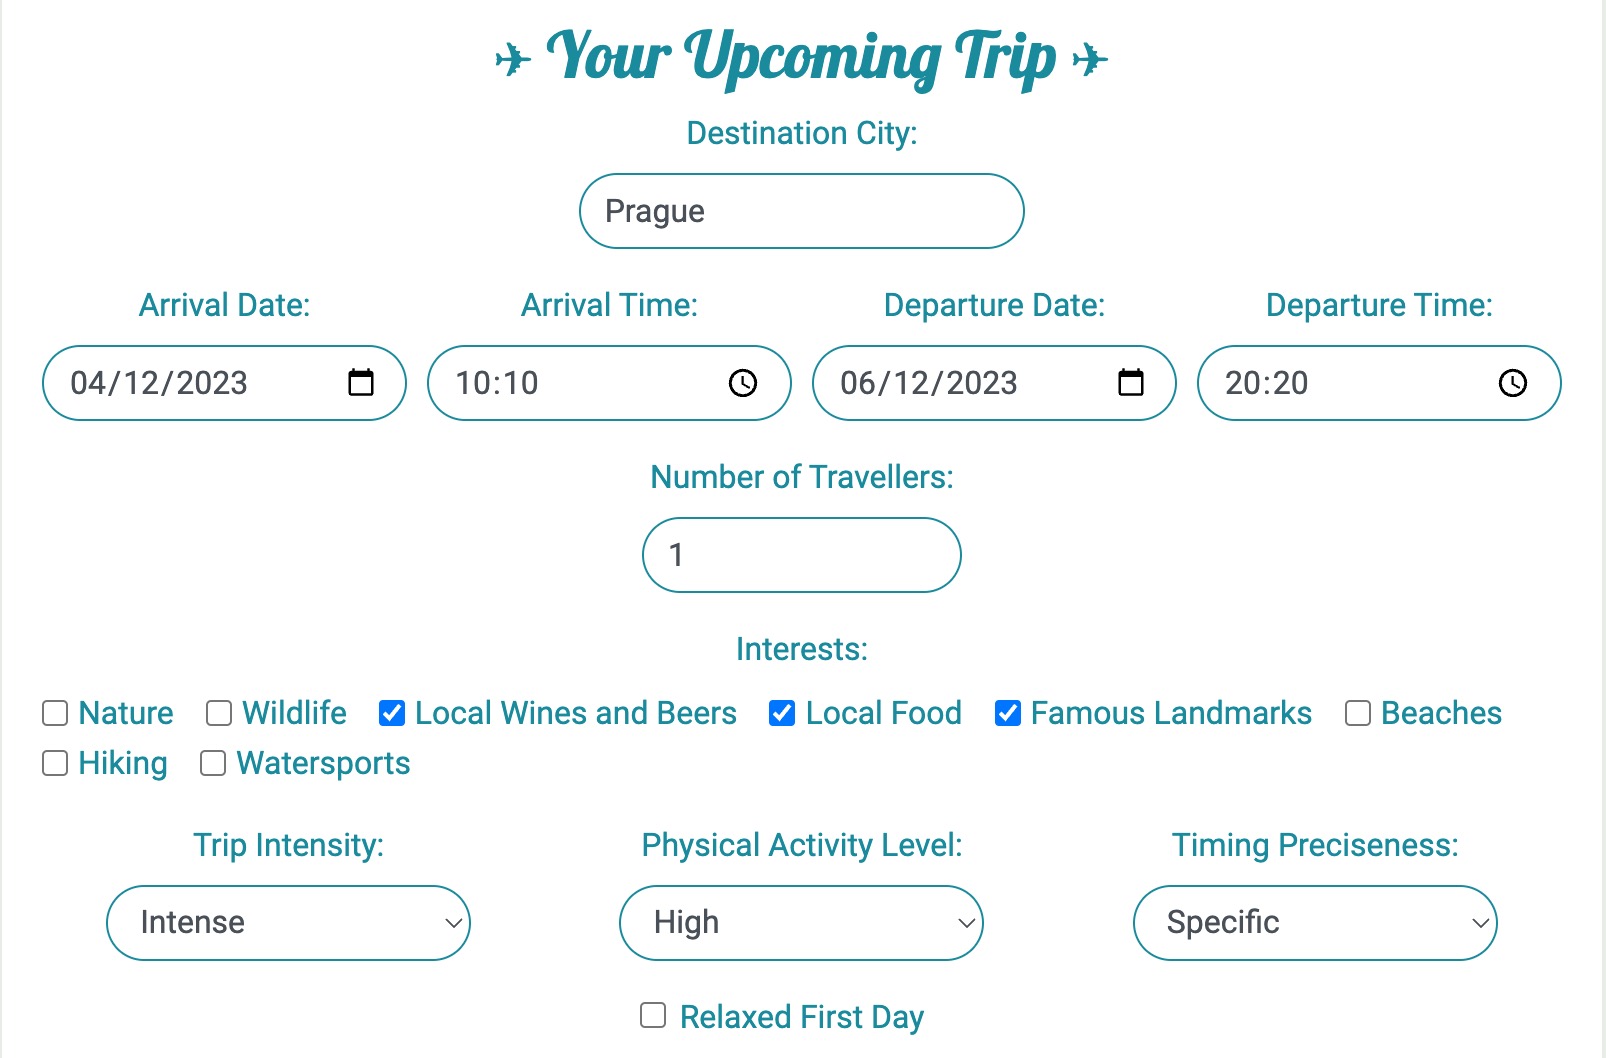 ✈ Your Upcoming Trip ✈
Destination City:
Prague
Arrival Date: Arrival Time: Departure Date: Departure Time:
04/12/2023 10:10 06/12/2023 20:20
Number of Travellers:
1
Interests:
Nature Wildlife Local Wines and Beers Local Food Famous Landmarks Beaches
Hiking Watersports
Trip Intensity: Physical Activity Level: Timing Preciseness:
Intense High Specific
Relaxed First Day